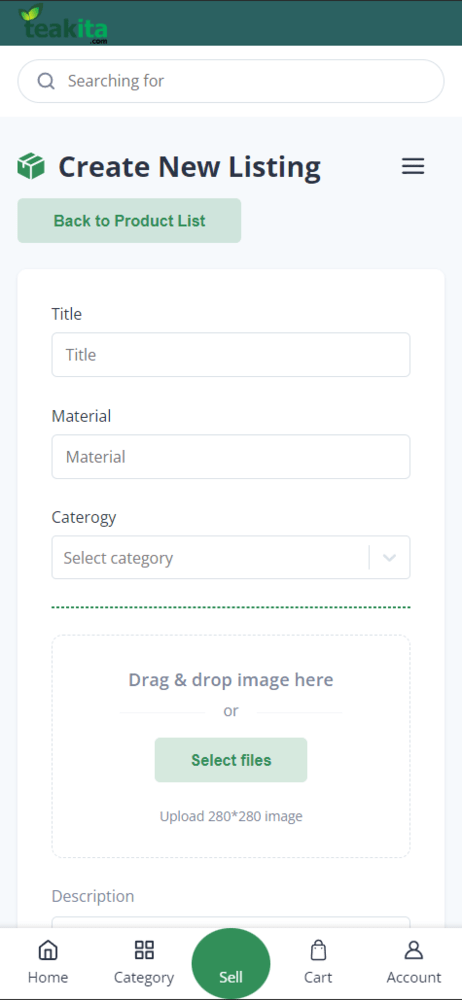 teakita
.com
Searching for
Create New Listing
Back to Product List
Title
Title
Material
Material
Caterogy
Select category
Drag & drop image here
or
Select files
Upload 280*280 image
Description
Home
Category
Sell
Cart
Account